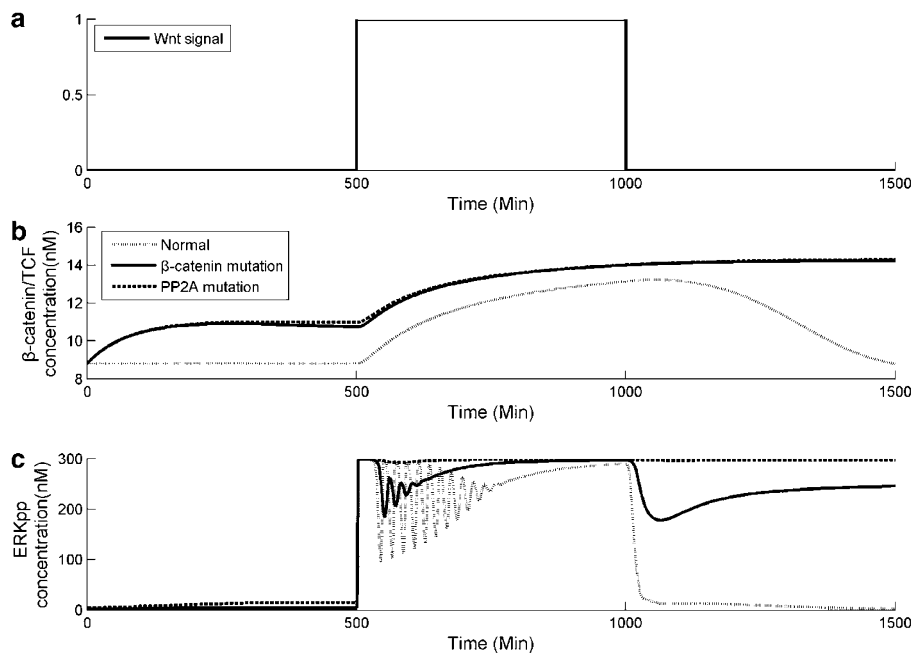 a
1
0.5
0
Wnt signal
0 500 1000 1500
Time (Min)
b
16
14
12
10
8
β-catenin/TCF
concentration(nM)
Normal
β-catenin mutation
PP2A mutation
0 500 1000 1500
Time (Min)
c
300
200
100
0
ERKpp
concentration(nM)
0 500 1000 1500
Time (Min)